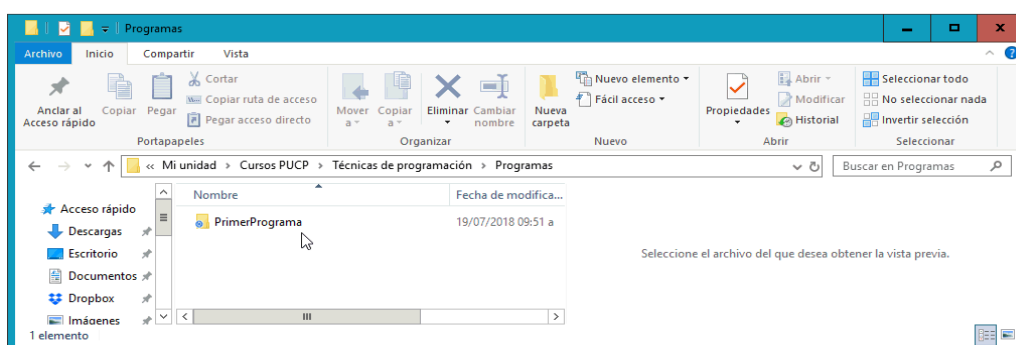 Programas
Archivo Inicio Compartir Vista
Anclar al Acceso rápido
Copiar
Pegar
Cortar
Copiar ruta de acceso
Pegar acceso directo
Portapapeles
Mover a
Copiar a
Eliminar
Cambiar nombre
Organizar
Nueva carpeta
Nuevo elemento
Fácil acceso
Nuevo
Propiedades
Abrir
Modificar
Historial
Abrir
Seleccionar todo
No seleccionar nada
Invertir selección
Seleccionar
« Mi unidad > Cursos PUCP > Técnicas de programación > Programas
Buscar en Programas
Acceso rápido
Descargas
Escritorio
Documentos
Dropbox
Imágenes
Nombre Fecha de modifica...
PrimerPrograma 19/07/2018 09:51 a
Seleccione el archivo del que desea obtener la vista previa.
1 elemento